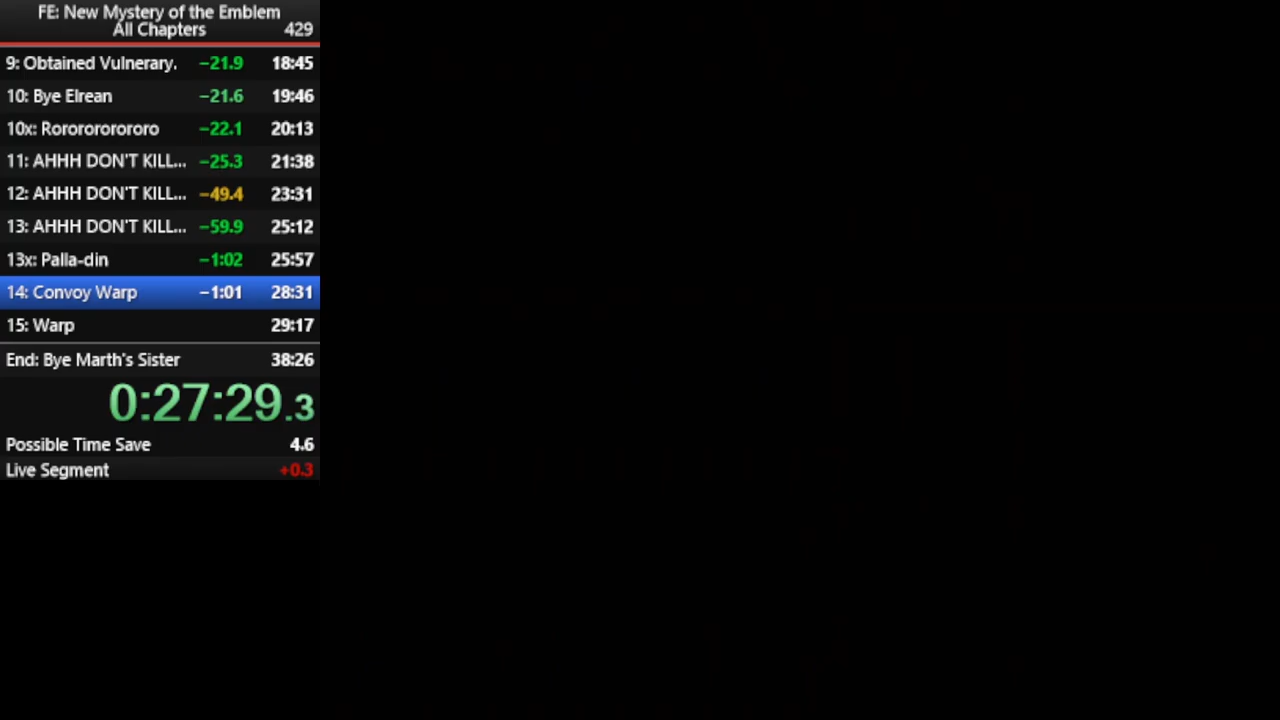 FE: New Mystery of the Emblem
All Chapters 429
9: Obtained Vulnerary. −21.9 18:45
10: Bye Elrean −21.6 19:46
10x: Rorororororororo −22.1 20:13
11: AHHH DON'T KILL... −25.3 21:38
12: AHHH DON'T KILL... −49.4 23:31
13: AHHH DON'T KILL... −59.9 25:12
13x: Palla-din −1:02 25:57
14: Convoy Warp −1:01 28:31
15: Warp 29:17
End: Bye Marth's Sister 38:26
0:27:29.3
Possible Time Save 4.6
Live Segment +0.3